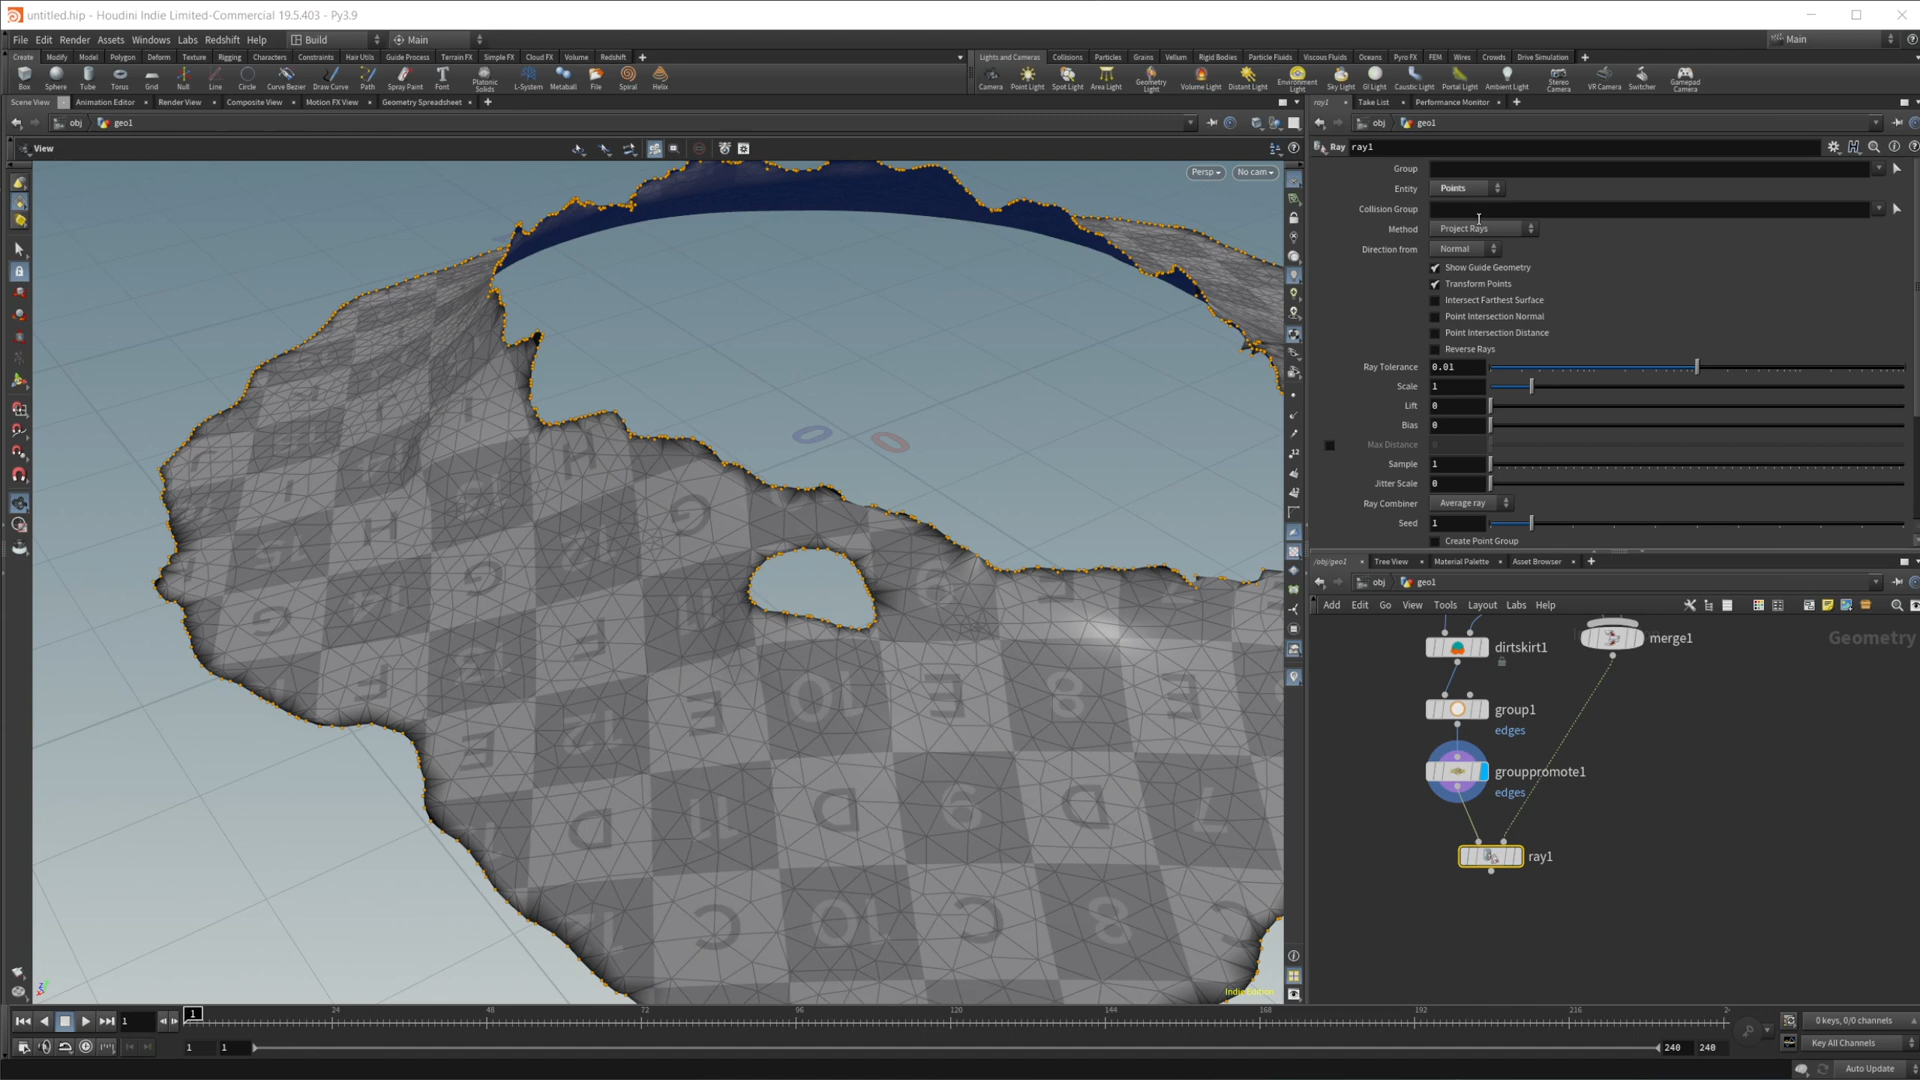 untitled.hip - Houdini Indie Limited-Commercial 19.5.403 - Py3.9
File Edit Render Assets Windows Labs Redshift Help Build Main Main
Create Modify Model Polygon Deform Texture Rigging Characters Constraints Hair Utils Guide Process Terrain FX Simple FX Cloud FX Volume Redshift
Lights and Cameras Collisions Particles Grains Vellum Rigid Bodies Particle Fluids Viscous Fluids Oceans Pyro FX FEM Wires Crowds Drive Simulation
Box Sphere Tube Torus Grid Null Line Circle Curve Bezier Draw Curve Path Spray Paint Font Platonic Solids L-System Metaball File Spiral Helix
Camera Point Light Spot Light Area Light Geometry Light Volume Light Distant Light Environment Light Sky Light GI Light Caustic Light Portal Light Ambient Light Stereo Camera VR Camera Switcher Gamepad Camera
Scene View Animation Editor Render View Composite View Motion FX View Geometry Spreadsheet
ray1 Take List Performance Monitor
obj geo1
obj geo1
View
Ray ray1
Persp No cam
Group
Entity Points
Collision Group
Method Project Rays
Direction from Normal
Show Guide Geometry
Transform Points
Intersect Farthest Surface
Point Intersection Normal
Point Intersection Distance
Reverse Rays
Ray Tolerance 0.01
Scale 1
Lift 0
Bias 0
Max Distance
Sample 1
Jitter Scale 0
Ray Combiner Average ray
Seed 1
Create Point Group
/obj/geo1 Tree View Material Palette Asset Browser
obj geo1
Add Edit Go View Tools Layout Labs Help
Geometry
dirtskirt1
merge1
group1
edges
grouppromote1
edges
ray1
H
G
G
G
E
E
10
E
8
E
12
D
11
D
9
D
7
C
10
C
8
Indie Edition
1
1 24 48 72 96 120 144 168 192 216
0 keys, 0/0 channels
1 1 240 240
Key All Channels
Auto Update